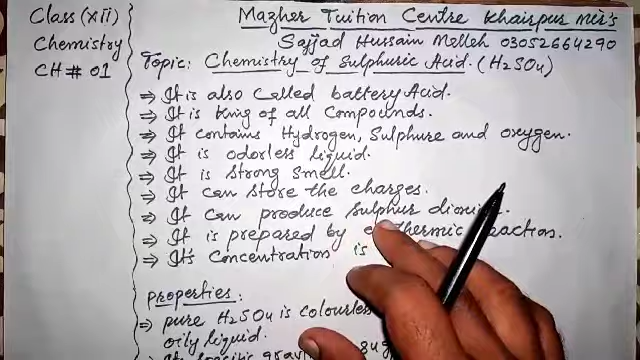 Class (XII)
Chemistry
CH # 01
Mazher Tuition Centre Khairpur Mir's
Sajjad Hussain Melleh 03052664290
Topic: Chemistry of Sulphuric Acid. (H2SO4)
⇒ It is also Called battery Acid.
⇒ It is King of all Compounds.
⇒ It contains Hydrogen, Sulphure and oxygen.
⇒ It is odorless liquid.
⇒ It is strong smell.
⇒ It can store the charges.
⇒ It can produce sulphur
⇒ It is prepared by
⇒ Its Concentration is
Properties:
⇒ pure H2SO4 is colourless
oily liquid.